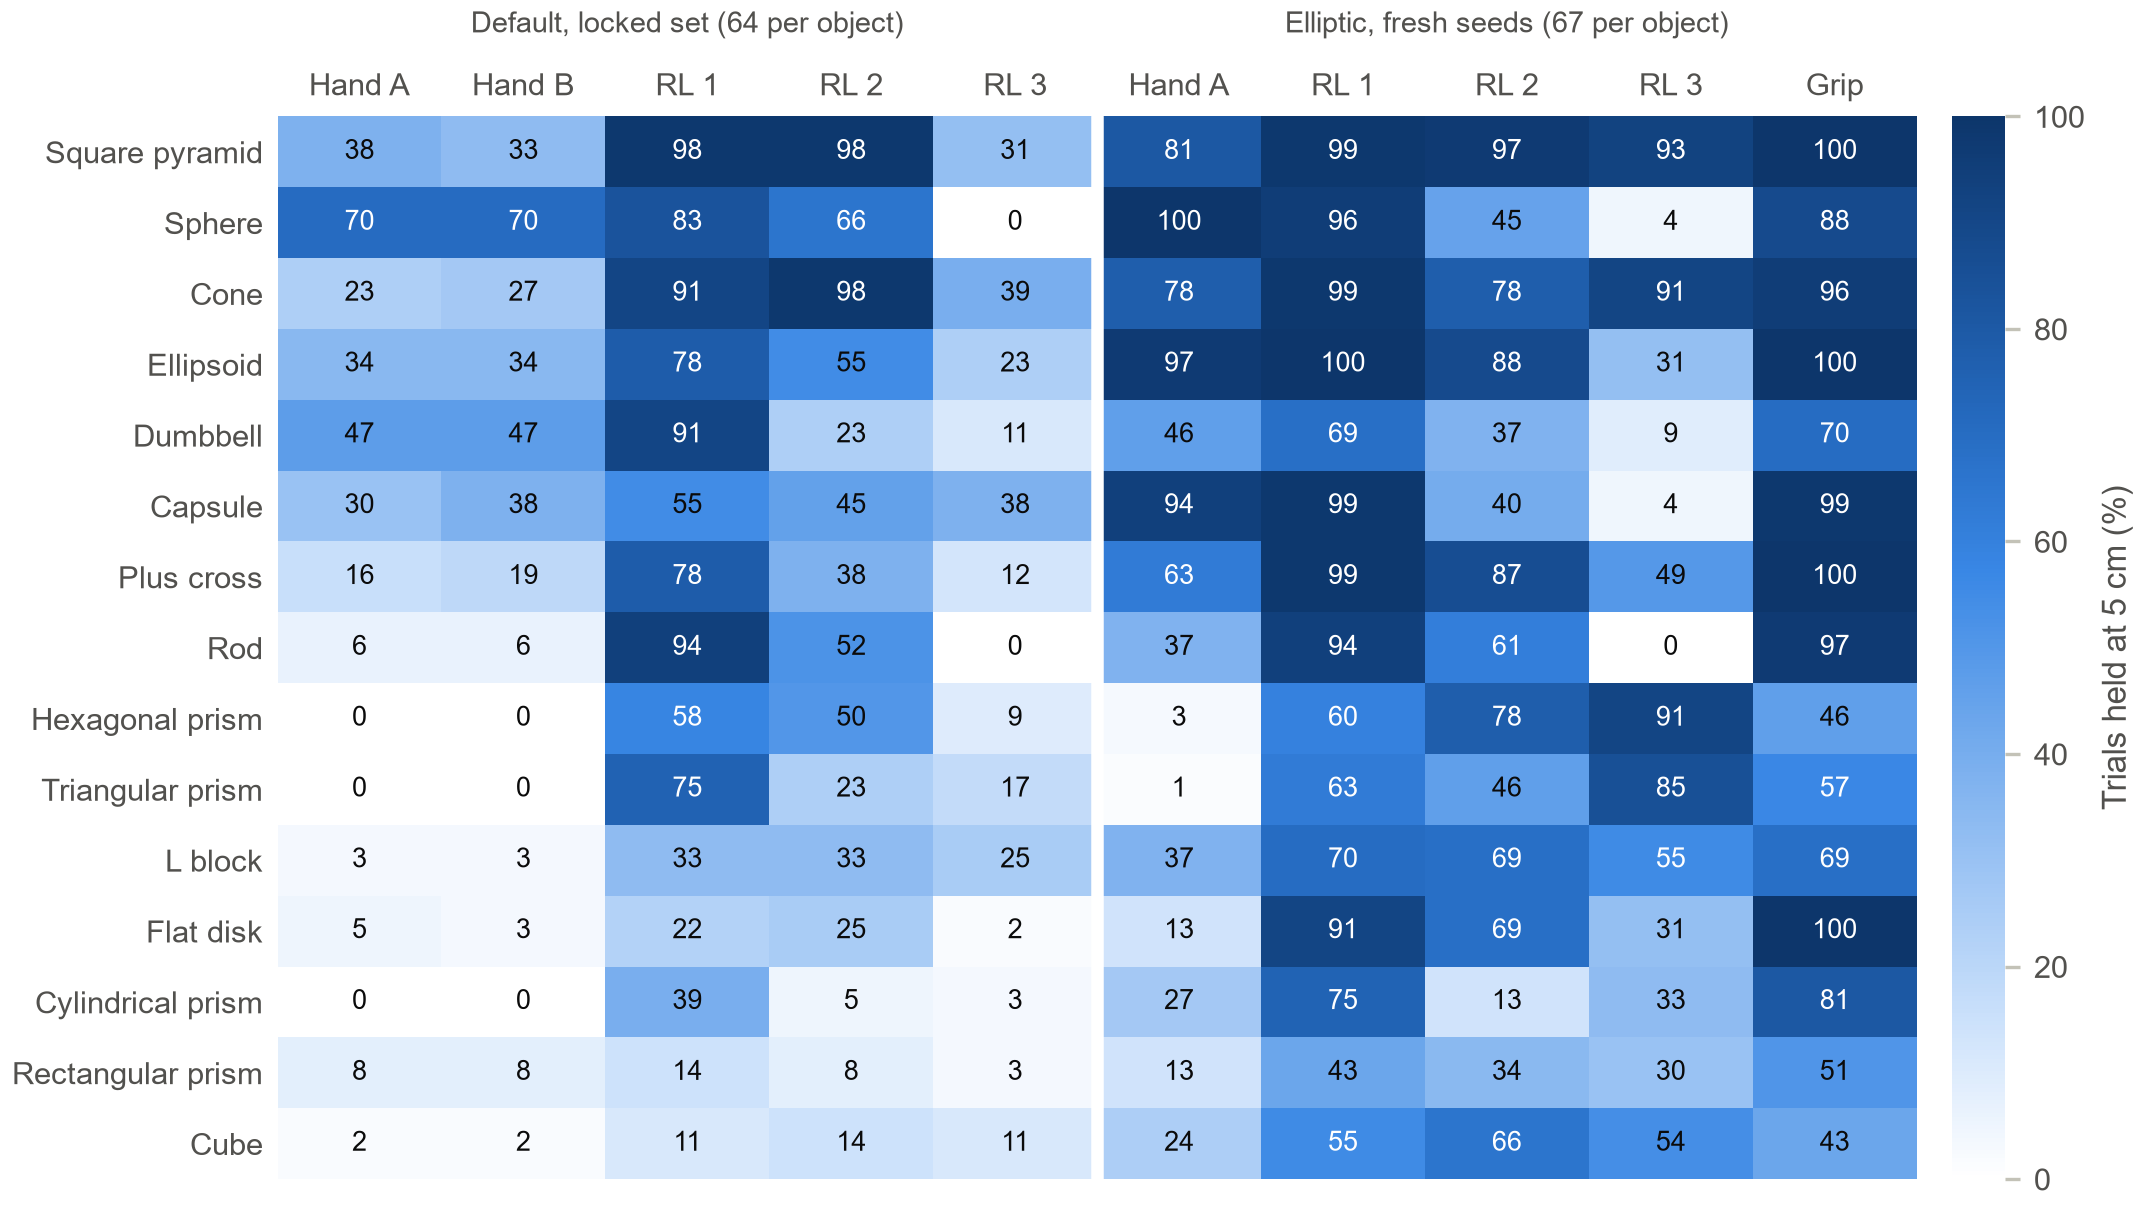 Default, locked set (64 per object) Elliptic, fresh seeds (67 per object)
Hand A Hand B RL 1 RL 2 RL 3 Hand A RL 1 RL 2 RL 3 Grip
Square pyramid 38 33 98 98 31 81 99 97 93 100
Sphere 70 70 83 66 0 100 96 45 4 88
Cone 23 27 91 98 39 78 99 78 91 96
Ellipsoid 34 34 78 55 23 97 100 88 31 100
Dumbbell 47 47 91 23 11 46 69 37 9 70
Capsule 30 38 55 45 38 94 99 40 4 99
Plus cross 16 19 78 38 12 63 99 87 49 100
Rod 6 6 94 52 0 37 94 61 0 97
Hexagonal prism 0 0 58 50 9 3 60 78 91 46
Triangular prism 0 0 75 23 17 1 63 46 85 57
L block 3 3 33 33 25 37 70 69 55 69
Flat disk 5 3 22 25 2 13 91 69 31 100
Cylindrical prism 0 0 39 5 3 27 75 13 33 81
Rectangular prism 8 8 14 8 3 13 43 34 30 51
Cube 2 2 11 14 11 24 55 66 54 43
100
80
60
40
20
0
Trials held at 5 cm (%)